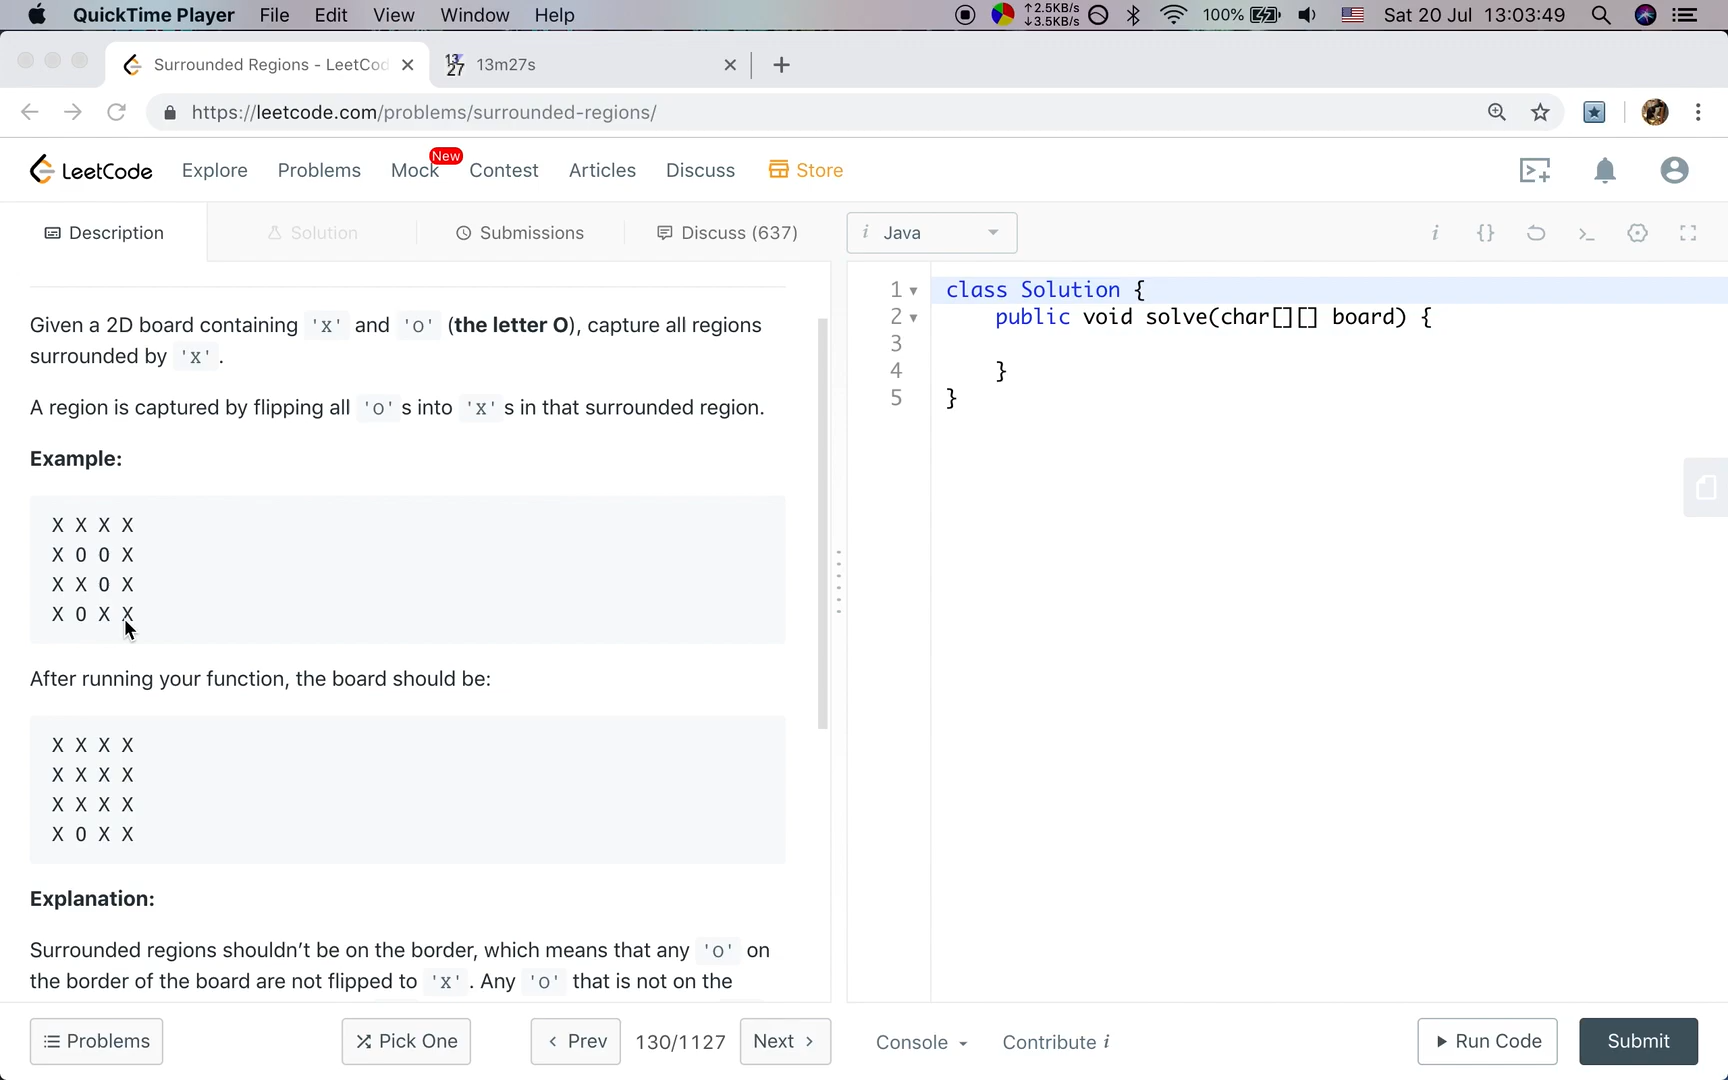 QuickTime Player File Edit View Window Help ↑2.5KB/s ↓3.5KB/s 100% Sat 20 Jul 13:03:49
Surrounded Regions - LeetCod 13 27 13m27s
https://leetcode.com/problems/surrounded-regions/
LeetCode Explore Problems Mock New Contest Articles Discuss Store
Description Solution Submissions Discuss (637) i Java
Given a 2D board containing 'X' and 'O' (the letter O), capture all regions
surrounded by 'X'.
A region is captured by flipping all 'O's into 'X's in that surrounded region.
Example:
X X X X
X O O X
X X O X
X O X X
After running your function, the board should be:
X X X X
X X X X
X X X X
X O X X
Explanation:
Surrounded regions shouldn’t be on the border, which means that any 'O' on
the border of the board are not flipped to 'X'. Any 'O' that is not on the
1 class Solution {
2 public void solve(char[][] board) {
3
4 }
5 }
Problems Pick One Prev 130/1127 Next Console Contribute i Run Code Submit